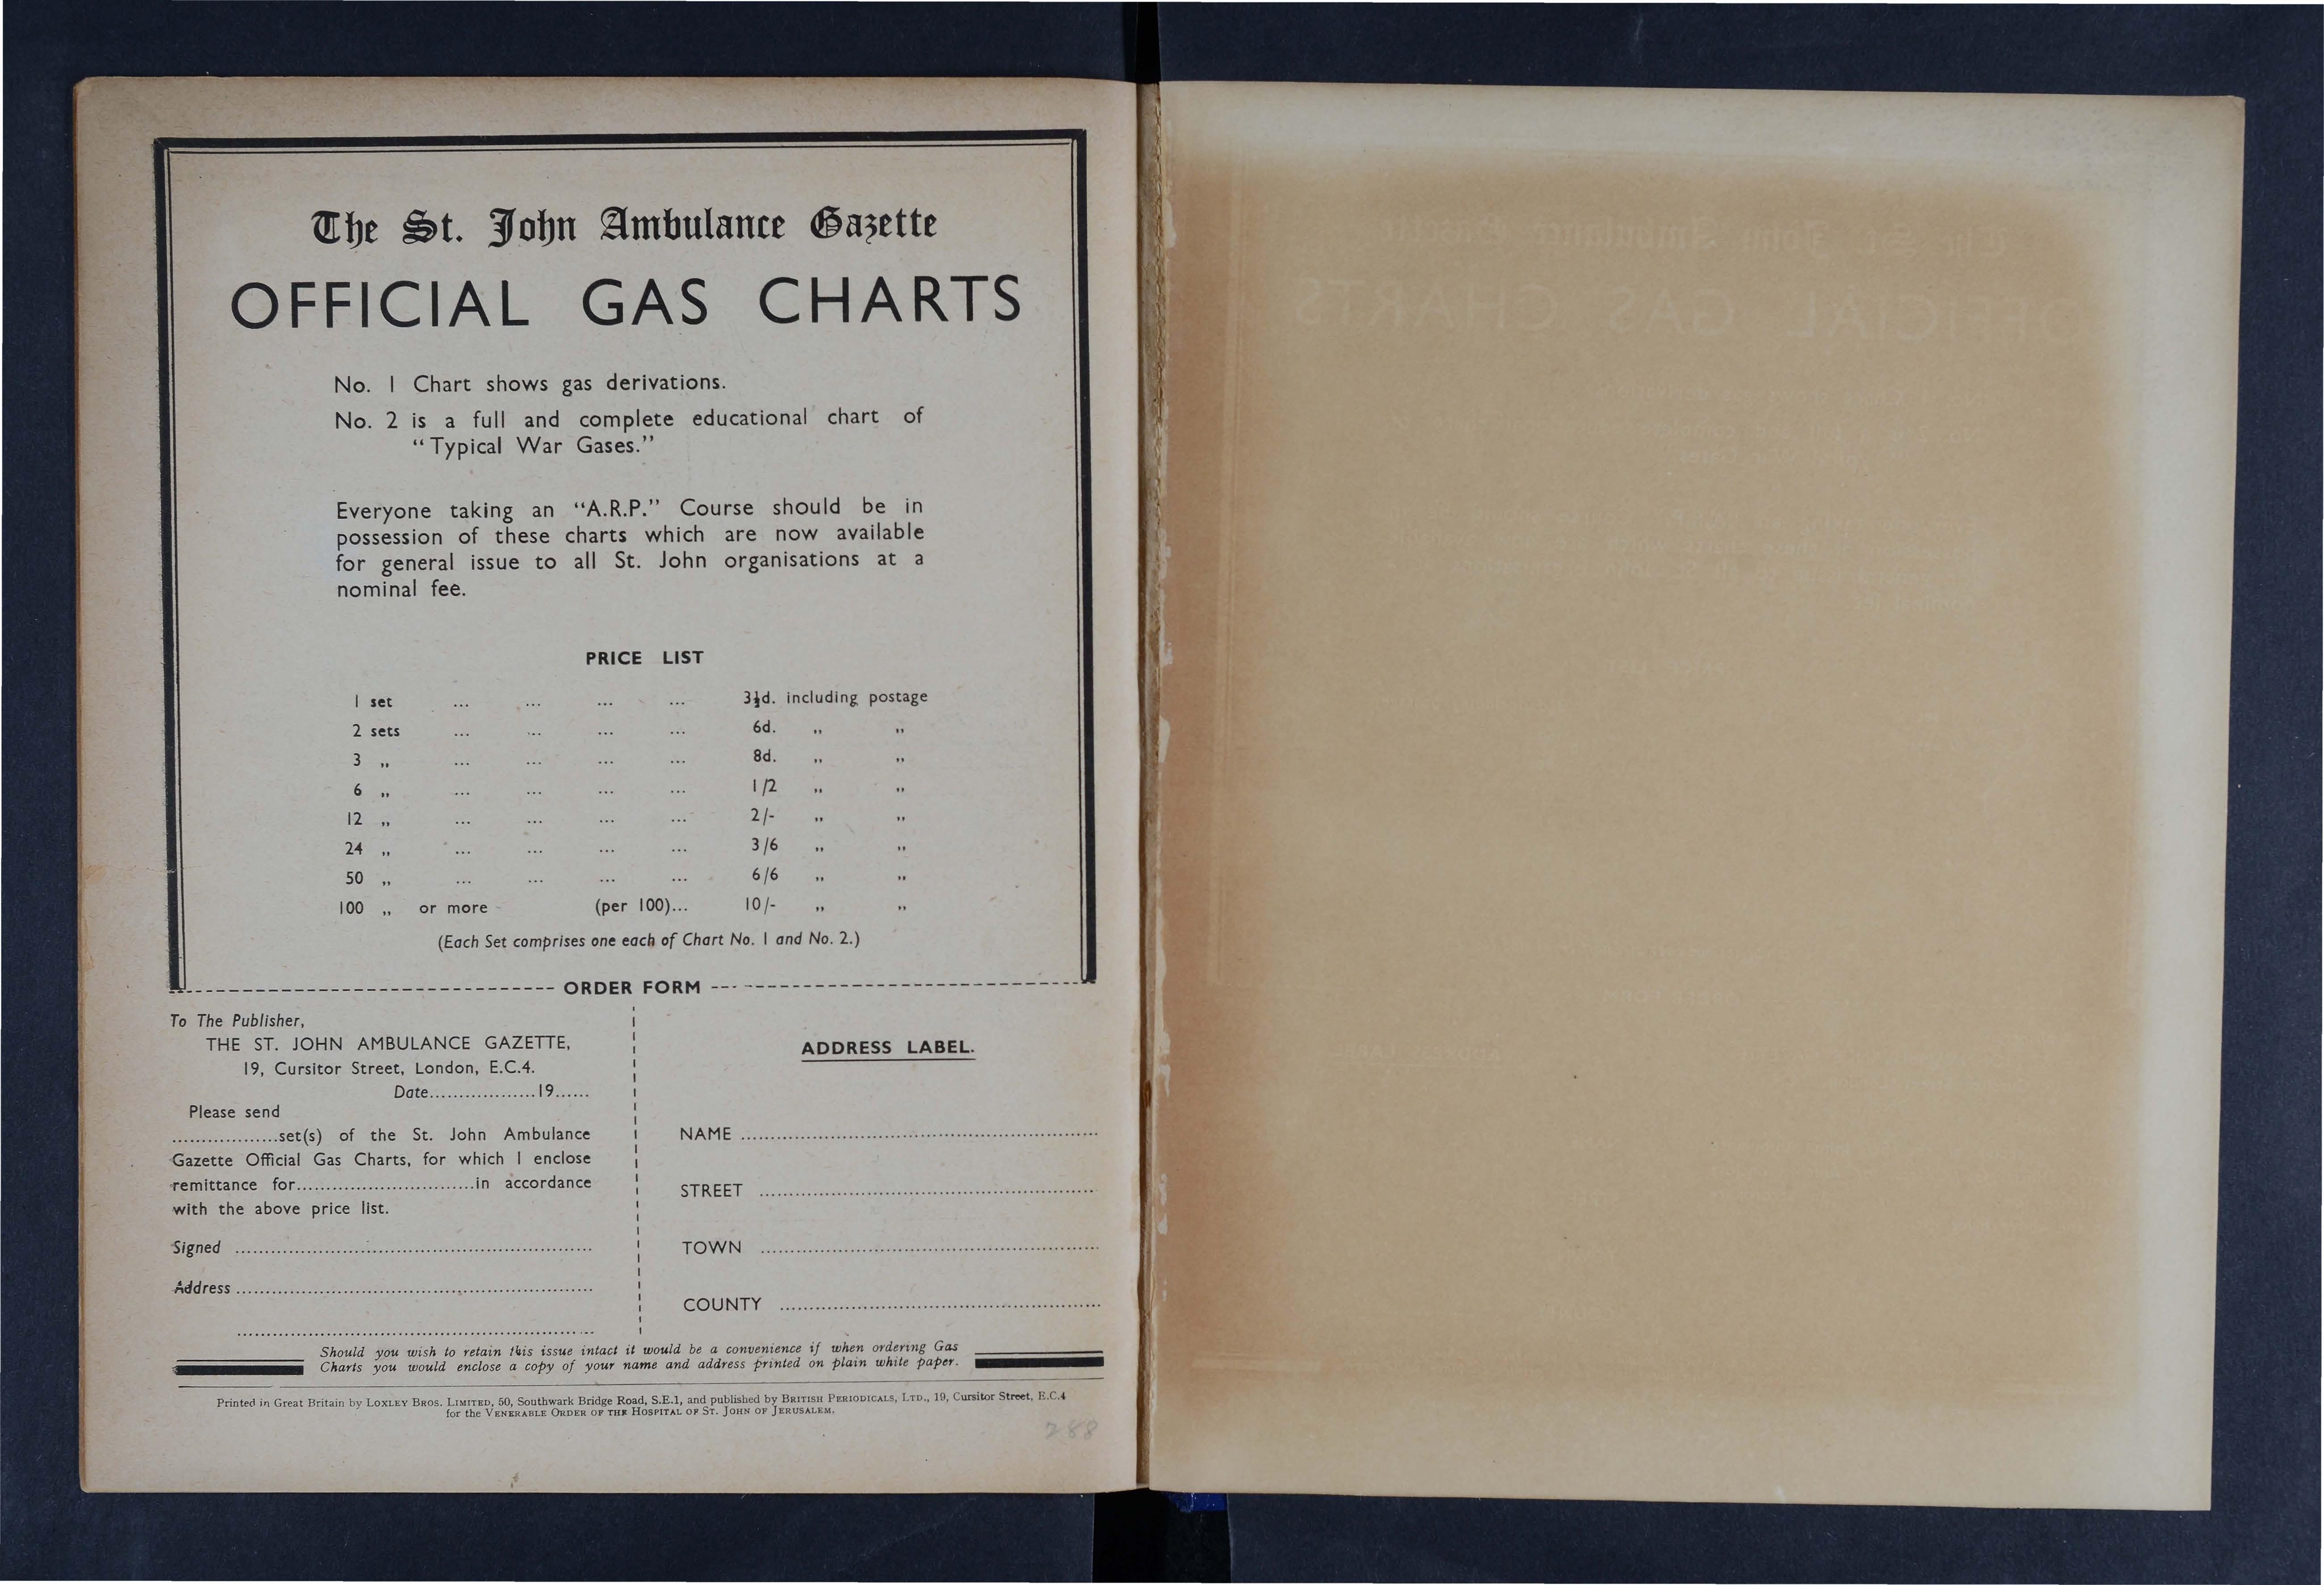 The St. John Ambulance Gazette
OFFICIAL GAS CHARTS
No. 1 Chart shows gas derivations.
No. 2 is a full and complete educational chart of
“Typical War Gases.”
Everyone taking an “A.R.P.” Course should be in
possession of these charts which are now available
for general issue to all St. John organisations at a
nominal fee.
PRICE LIST
1 set ... ... ... ... 3½d. including postage
2 sets ... ... ... ... 6d. ,, ,,
3 ,, ... ... ... ... 8d. ,, ,,
6 ,, ... ... ... ... 1/2 ,, ,,
12 ,, ... ... ... ... 2/- ,, ,,
24 ,, ... ... ... ... 3/6 ,, ,,
50 ,, ... ... ... ... 6/6 ,, ,,
100 ,, or more (per 100)... 10/- ,, ,,
(Each Set comprises one each of Chart No. 1 and No. 2.)
ORDER FORM
To The Publisher,
THE ST. JOHN AMBULANCE GAZETTE,
19, Cursitor Street, London, E.C.4.
Date..................19......
Please send
..................set(s) of the St. John Ambulance
Gazette Official Gas Charts, for which I enclose
remittance for..............................in accordance
with the above price list.
Signed ............................................................
Address ............................................................
............................................................
ADDRESS LABEL.
NAME ............................................................
STREET ............................................................
TOWN ............................................................
COUNTY ............................................................
Should you wish to retain this issue intact it would be a convenience if when ordering Gas
Charts you would enclose a copy of your name and address printed on plain white paper.
Printed in Great Britain by LOXLEY BROS. LIMITED, 50, Southwark Bridge Road, S.E.1, and published by BRITISH PERIODICALS, LTD., 19, Cursitor Street, E.C.4
for the VENERABLE ORDER OF THE HOSPITAL OF ST. JOHN OF JERUSALEM.
288